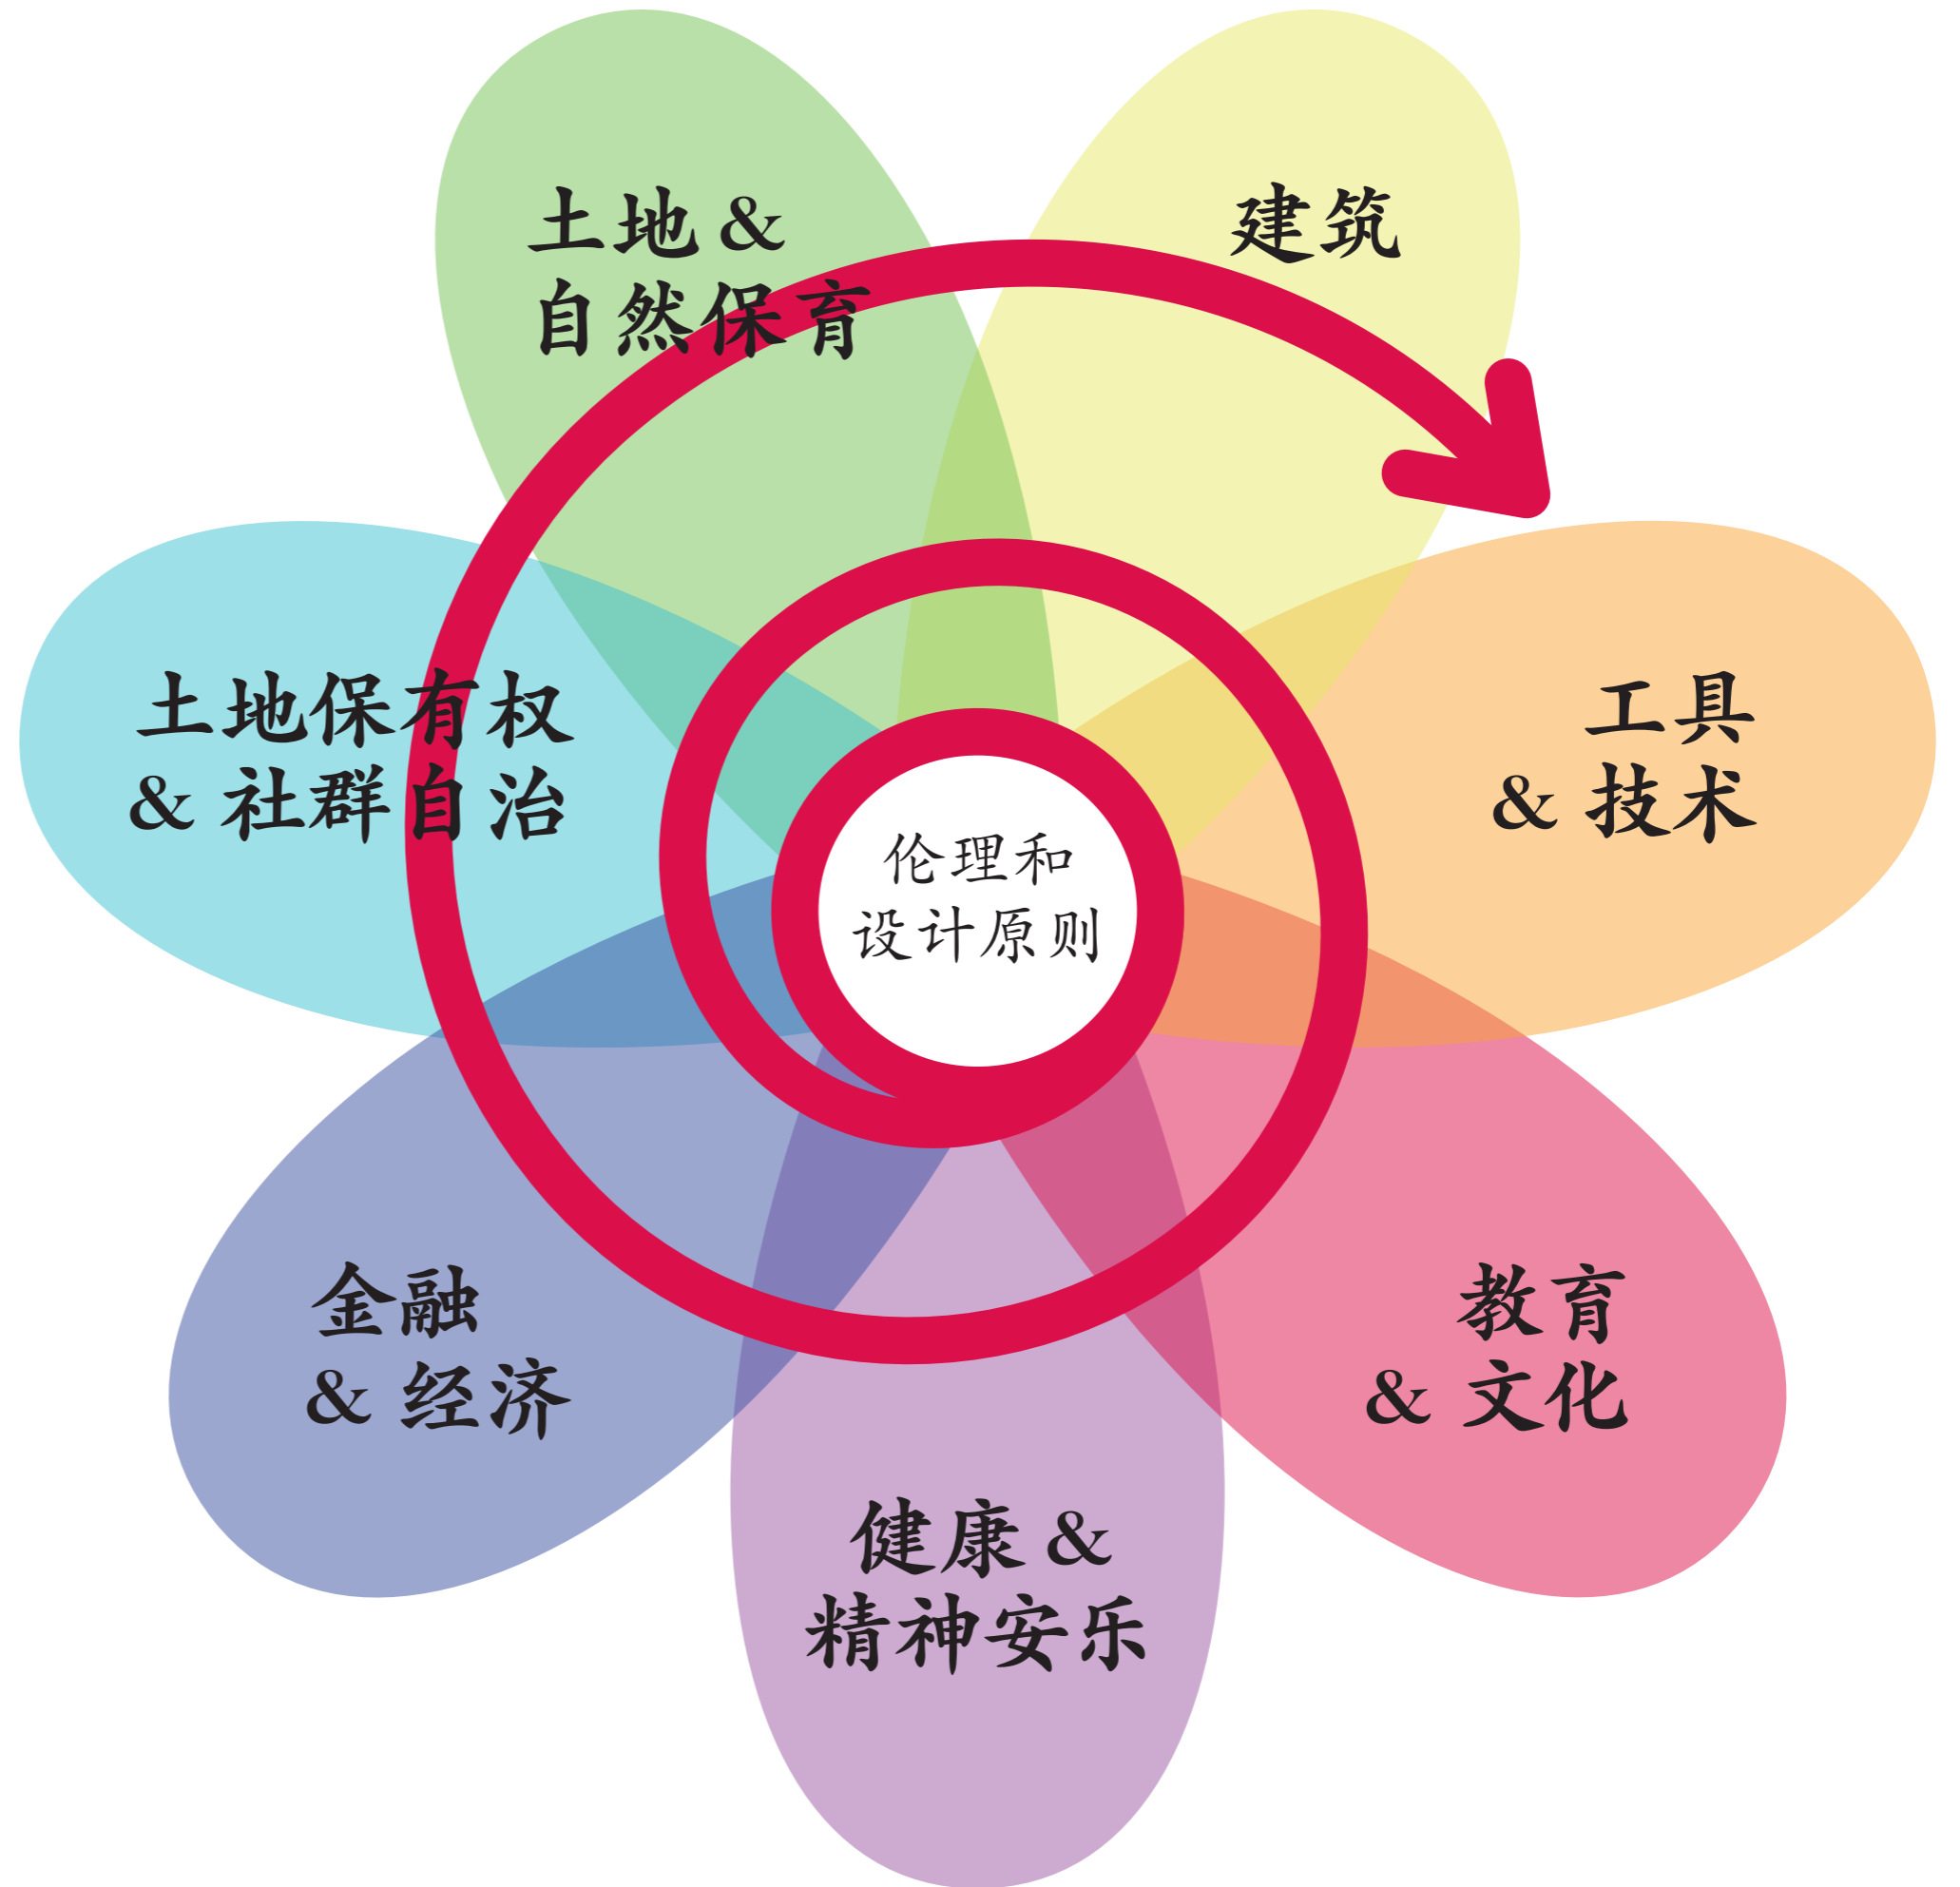 土地&
自然保育
建筑
土地保有权
& 社群自治
工具
& 技术
伦理和
设计原则
金融
& 经济
教育
& 文化
健康&
精神安乐